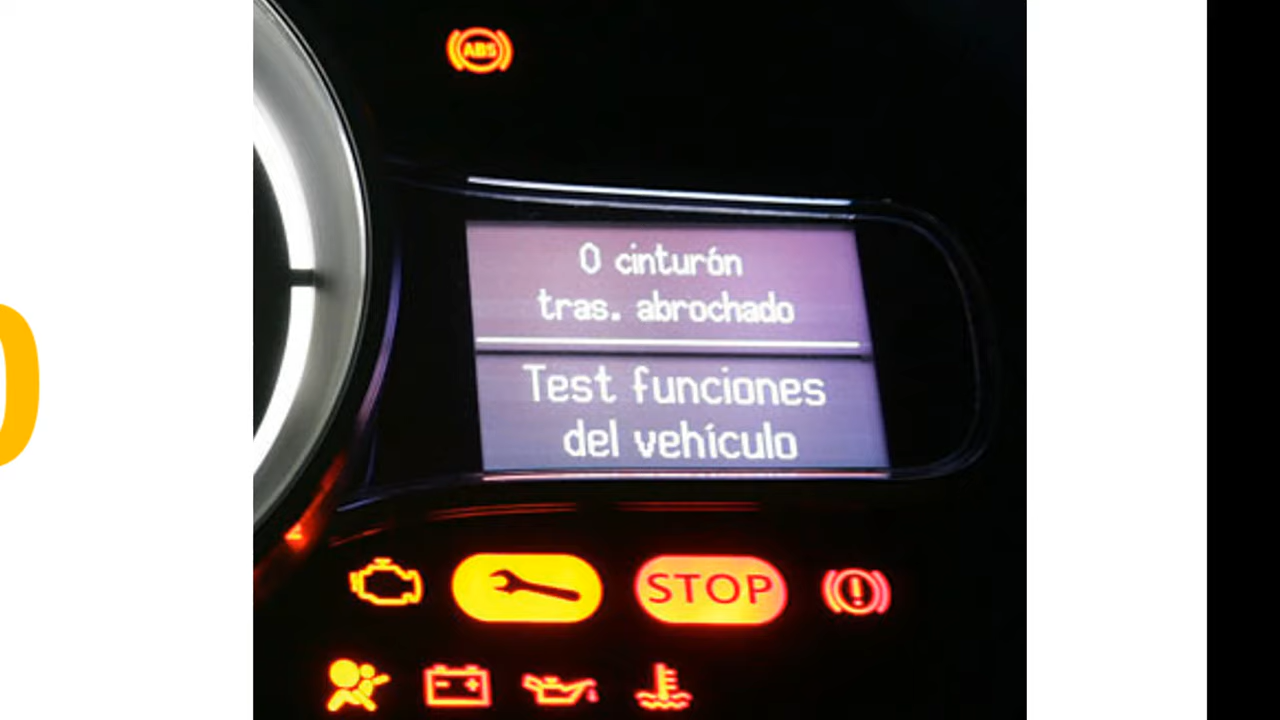 ABS
0 cinturón
tras. abrochado
Test funciones
del vehículo
STOP